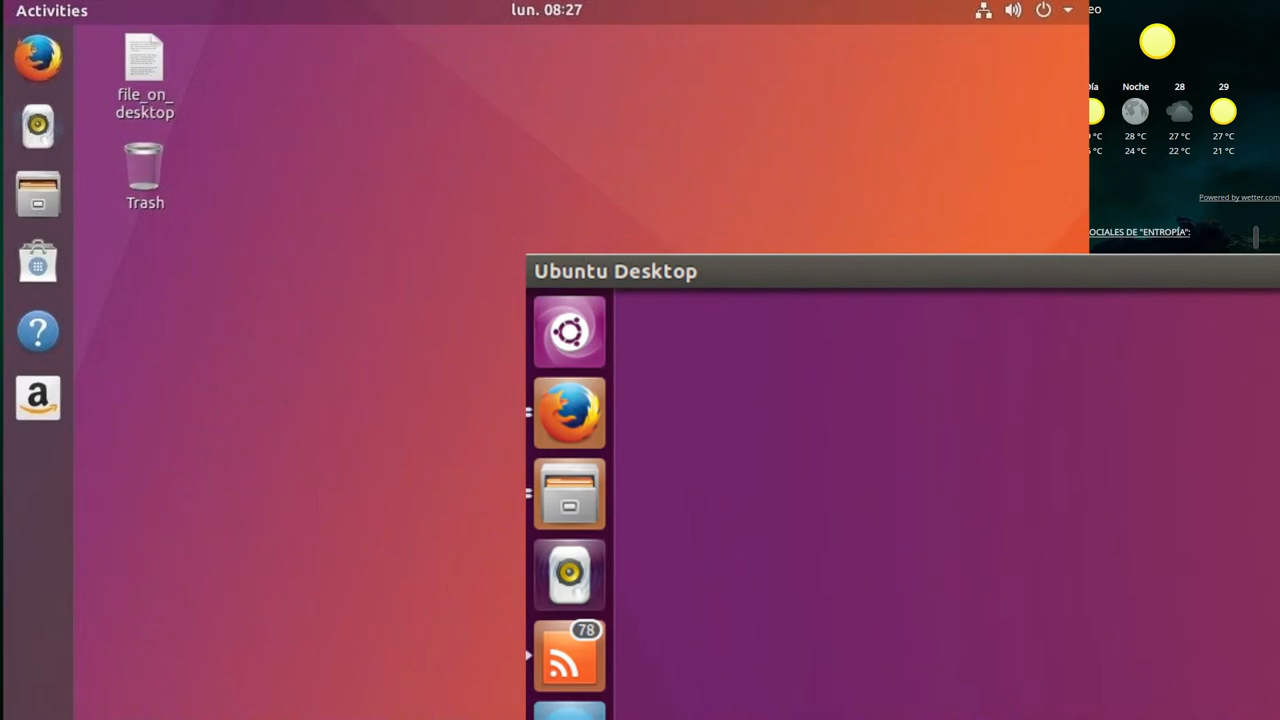 Activities
lun. 08:27
eo
ía
Noche
28
29
°C
28 °C
27 °C
27 °C
°C
24 °C
22 °C
21 °C
Powered by wetter.com
OCIALES DE "ENTROPÍA":
file_on_
desktop
Trash
Ubuntu Desktop
78